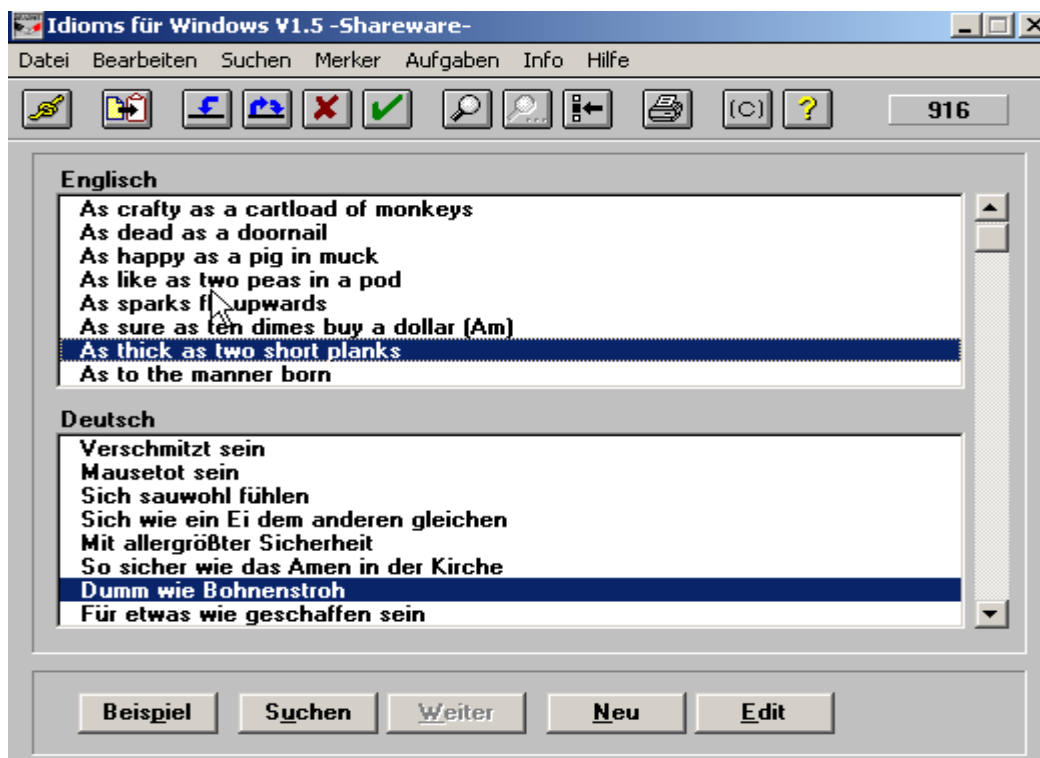 Idioms für Windows V1.5 -Shareware-
Datei Bearbeiten Suchen Merker Aufgaben Info Hilfe
(C) ? 916
Englisch
As crafty as a cartload of monkeys
As dead as a doornail
As happy as a pig in muck
As like as two peas in a pod
As sparks fly upwards
As sure as ten dimes buy a dollar (Am)
As thick as two short planks
As to the manner born
Deutsch
Verschmitzt sein
Mausetot sein
Sich sauwohl fühlen
Sich wie ein Ei dem anderen gleichen
Mit allergrößter Sicherheit
So sicher wie das Amen in der Kirche
Dumm wie Bohnenstroh
Für etwas wie geschaffen sein
Beispiel Suchen Weiter Neu Edit